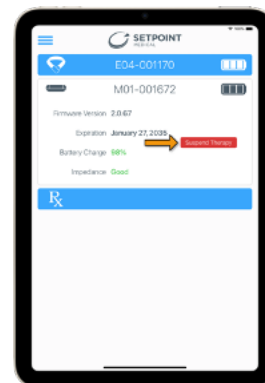 SETPOINT
MEDICAL
E04-001170
M01-001672
Firmware Version 2.0.67
Expiration January 27, 2035
Suspend Therapy
Battery Charge 98%
Impedance Good
Rx